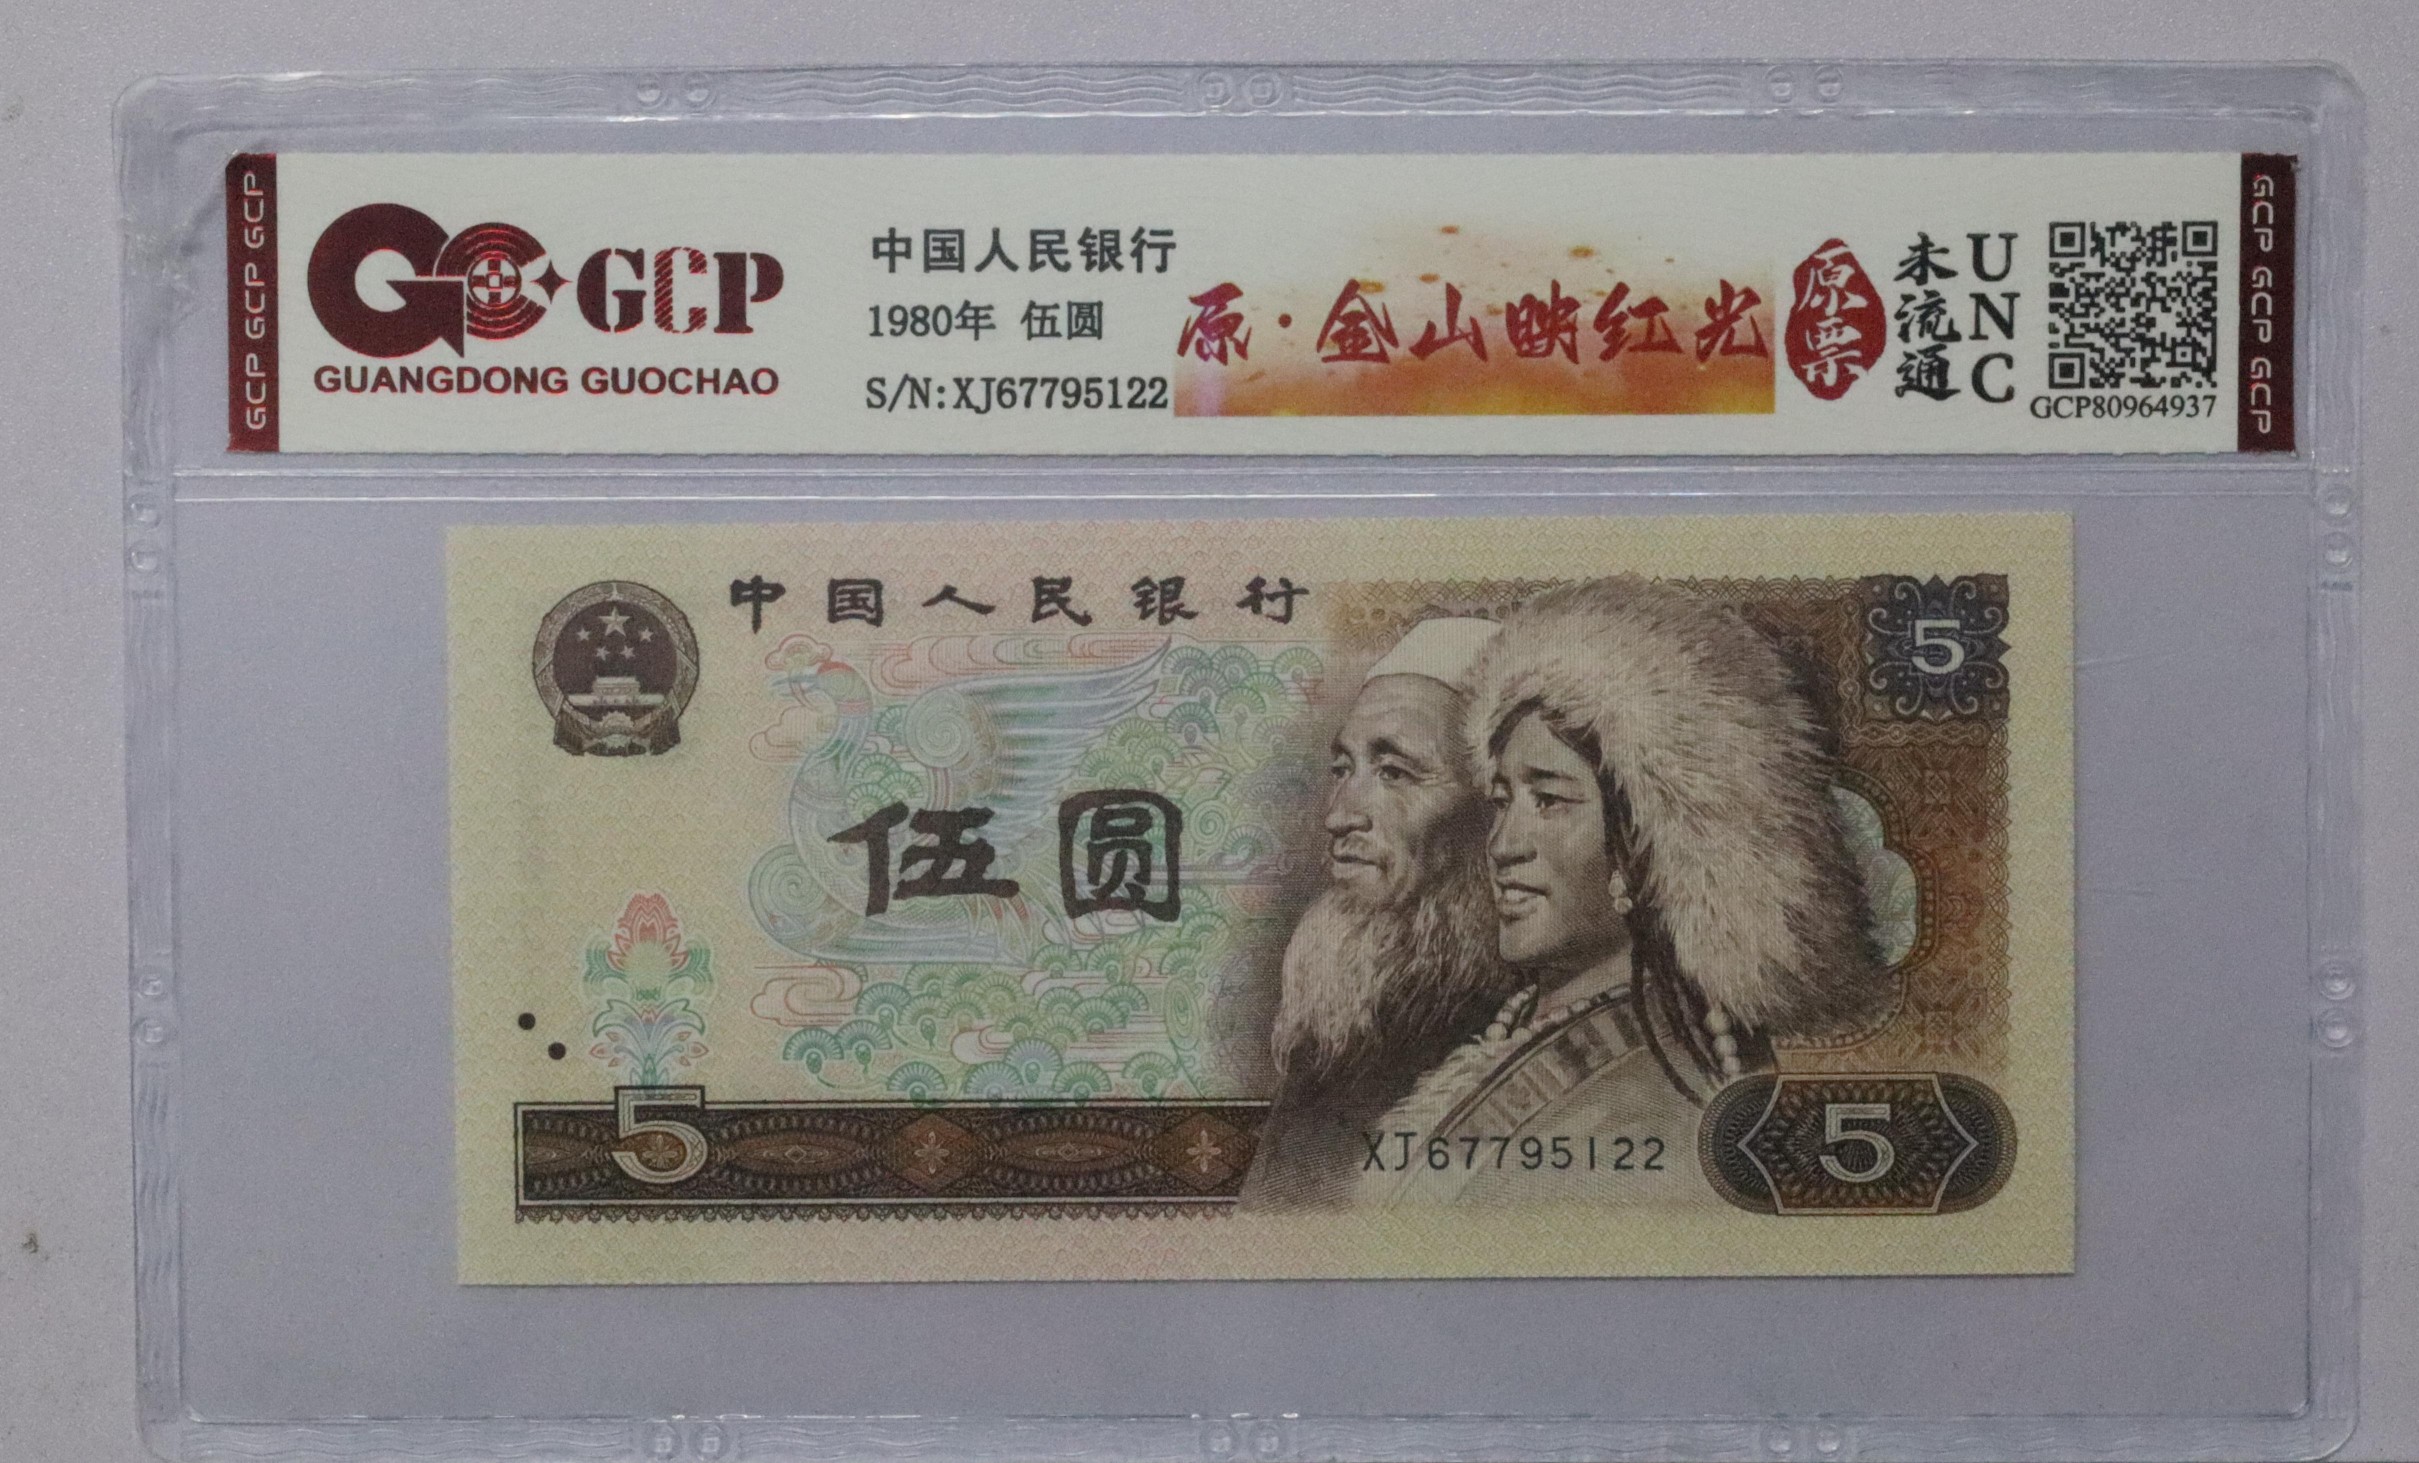 GCP GCP GCP
GCP
GUANGDONG GUOCHAO
中国人民银行
1980年 伍圆
S/N:XJ67795122
原·金山映红光
原票
未流通
UNC
GCP80964937
GCP GCP GCP
中国人民银行
5
伍圆
5
XJ67795122
5